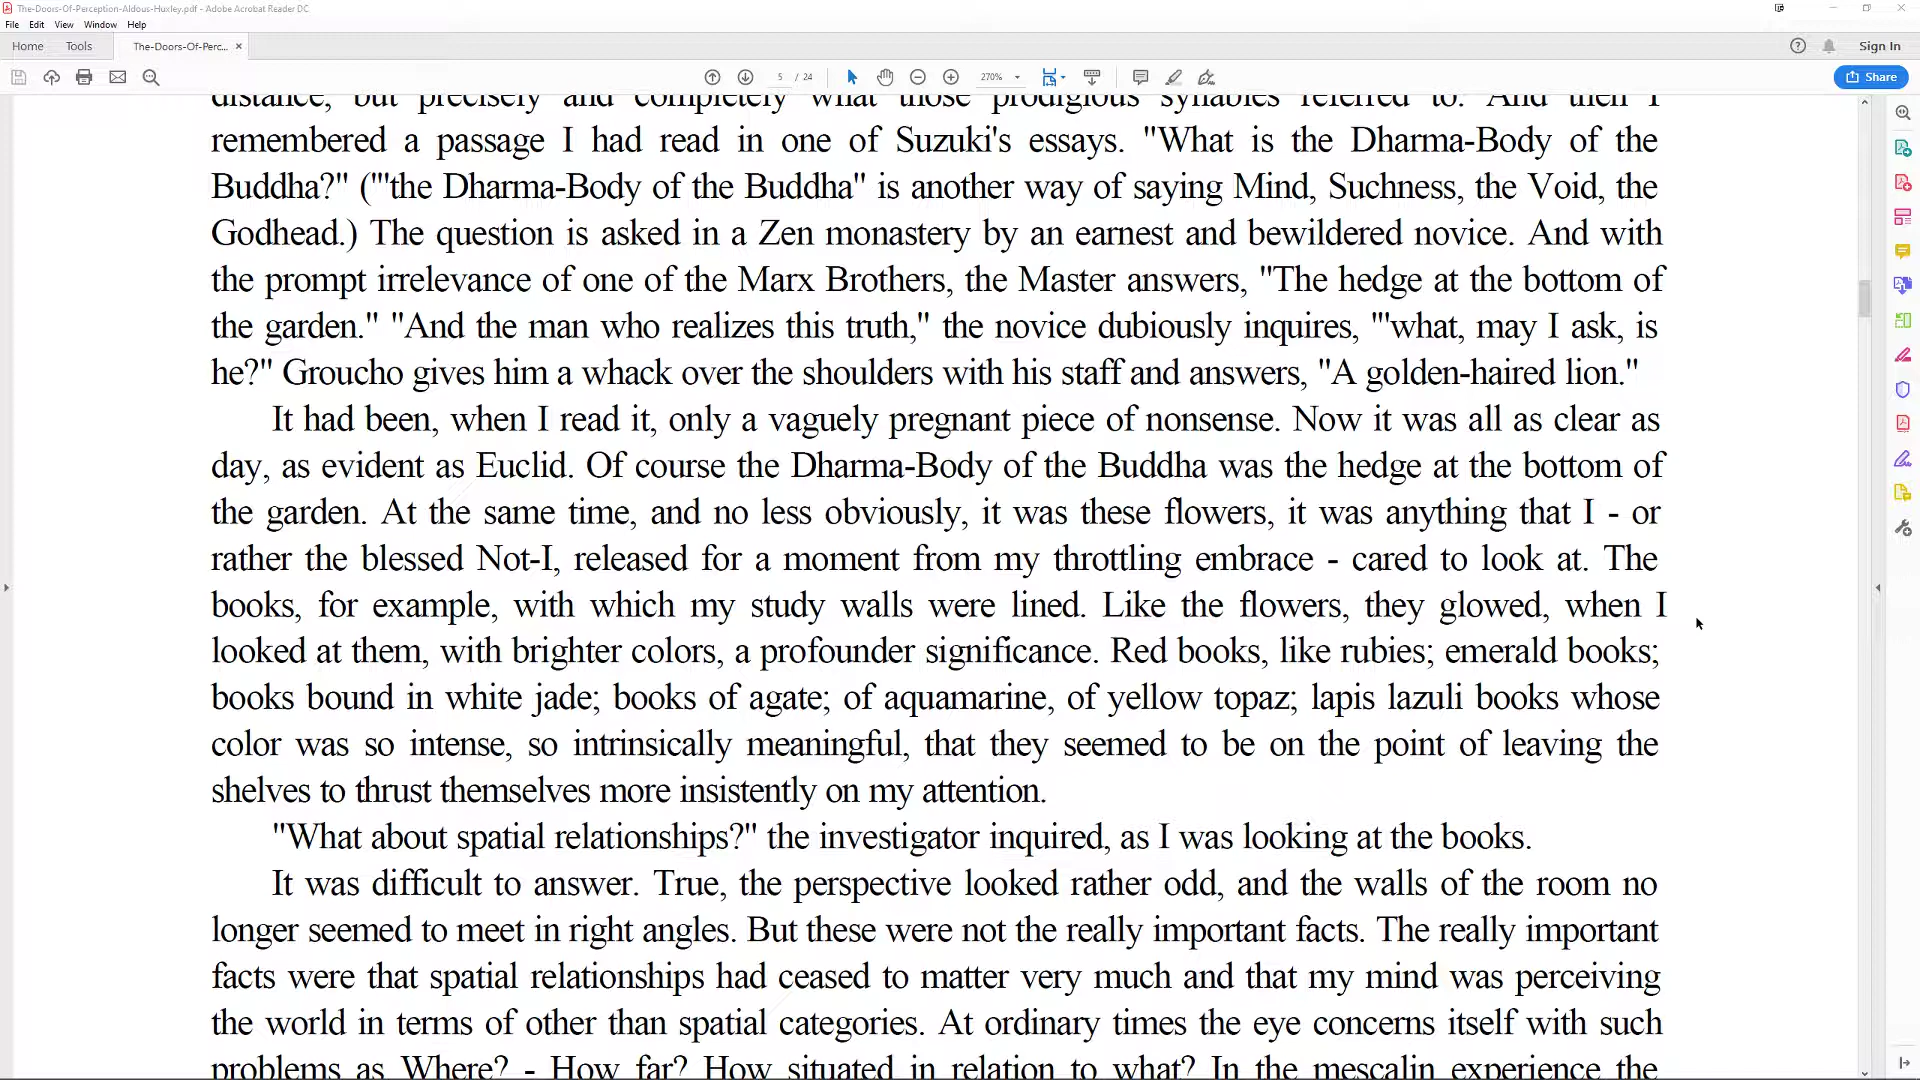 The-Doors-Of-Perception-Aldous-Huxley.pdf - Adobe Acrobat Reader DC
File Edit View Window Help
Home Tools The-Doors-Of-Perc... × Sign In
5 / 24 270% Share
distance, but precisely and completely what those prodigious syllables referred to. And then I
remembered a passage I had read in one of Suzuki's essays. "What is the Dharma-Body of the
Buddha?" ("'the Dharma-Body of the Buddha" is another way of saying Mind, Suchness, the Void, the
Godhead.) The question is asked in a Zen monastery by an earnest and bewildered novice. And with
the prompt irrelevance of one of the Marx Brothers, the Master answers, "The hedge at the bottom of
the garden." "And the man who realizes this truth," the novice dubiously inquires, "'what, may I ask, is
he?" Groucho gives him a whack over the shoulders with his staff and answers, "A golden-haired lion."
It had been, when I read it, only a vaguely pregnant piece of nonsense. Now it was all as clear as
day, as evident as Euclid. Of course the Dharma-Body of the Buddha was the hedge at the bottom of
the garden. At the same time, and no less obviously, it was these flowers, it was anything that I - or
rather the blessed Not-I, released for a moment from my throttling embrace - cared to look at. The
books, for example, with which my study walls were lined. Like the flowers, they glowed, when I
looked at them, with brighter colors, a profounder significance. Red books, like rubies; emerald books;
books bound in white jade; books of agate; of aquamarine, of yellow topaz; lapis lazuli books whose
color was so intense, so intrinsically meaningful, that they seemed to be on the point of leaving the
shelves to thrust themselves more insistently on my attention.
"What about spatial relationships?" the investigator inquired, as I was looking at the books.
It was difficult to answer. True, the perspective looked rather odd, and the walls of the room no
longer seemed to meet in right angles. But these were not the really important facts. The really important
facts were that spatial relationships had ceased to matter very much and that my mind was perceiving
the world in terms of other than spatial categories. At ordinary times the eye concerns itself with such
problems as Where? - How far? How situated in relation to what? In the mescalin experience the